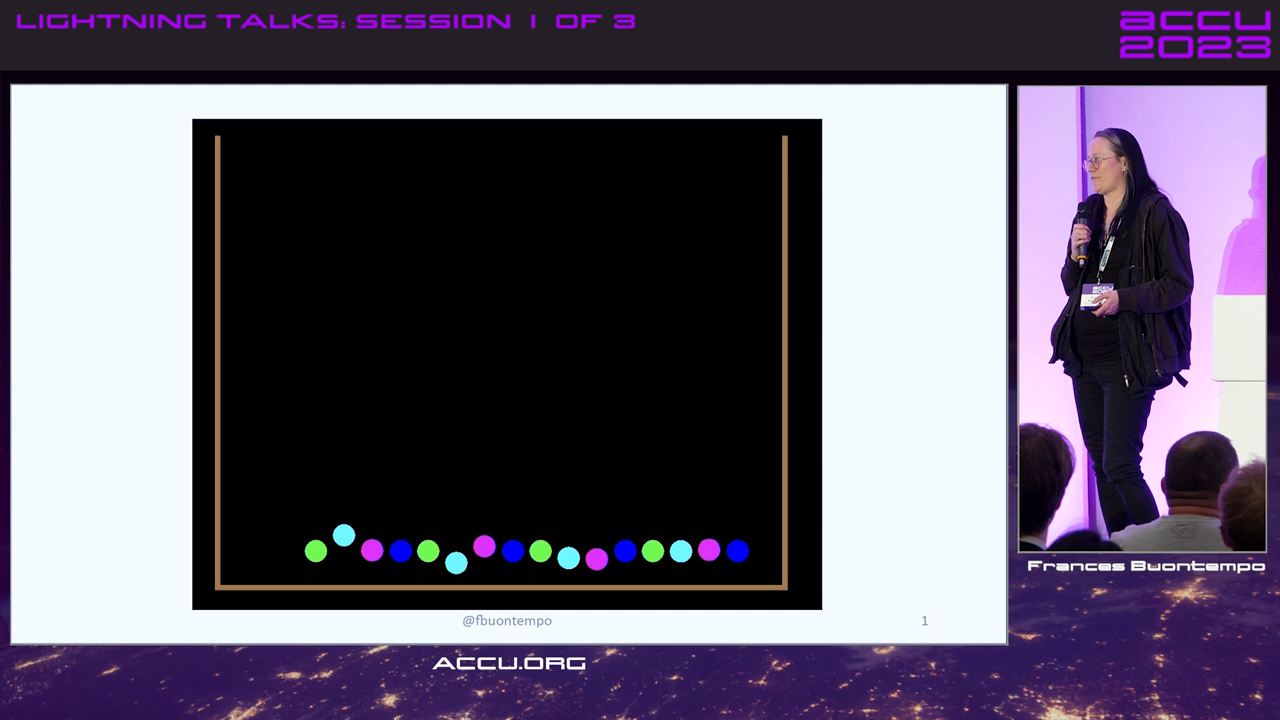 LIGHTNING TALKS: SESSION 1 OF 3
ACCU
2023
@fbuontempo
1
Frances Buontempo
ACCU.ORG